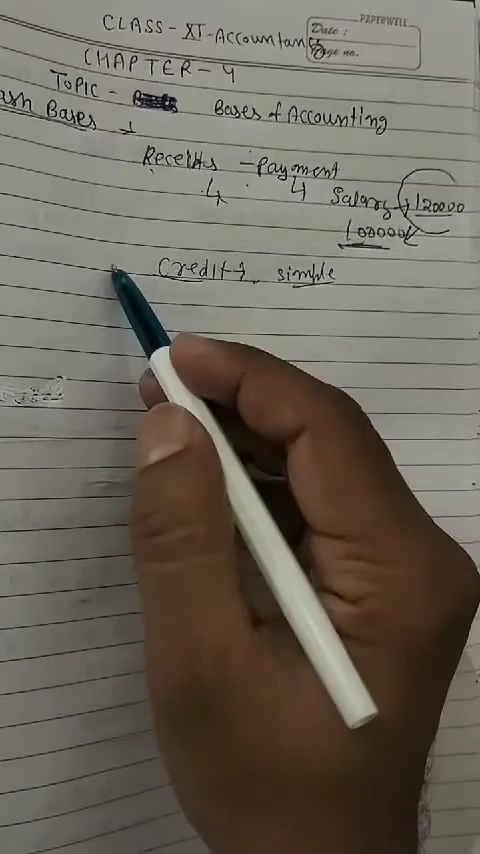 PAPERWELL
Date :
Page no.
CLASS - XI - Accountan
CHAPTER - 4
TOPIC - Bases of Accounting
ash Bases
Receipts - Payment
Salary → 120000
100000
Credit → simple